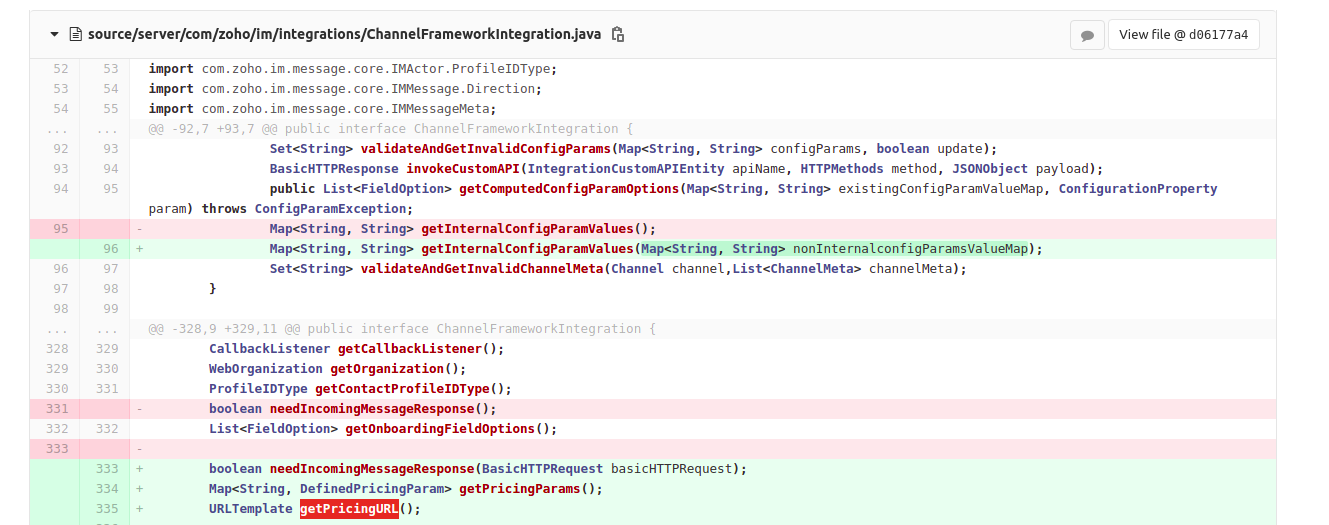 source/server/com/zoho/im/integrations/ChannelFrameworkIntegration.java View file @ d06177a4
52 53 import com.zoho.im.message.core.IMActor.ProfileIDType;
53 54 import com.zoho.im.message.core.IMMessage.Direction;
54 55 import com.zoho.im.message.core.IMMessageMeta;
... ... @@ -92,7 +93,7 @@ public interface ChannelFrameworkIntegration {
92 93 Set<String> validateAndGetInvalidConfigParams(Map<String, String> configParams, boolean update);
93 94 BasicHTTPResponse invokeCustomAPI(IntegrationCustomAPIEntity apiName, HTTPMethods method, JSONObject payload);
94 95 public List<FieldOption> getComputedConfigParamOptions(Map<String, String> existingConfigParamValueMap, ConfigurationProperty
param) throws ConfigParamException;
95 - Map<String, String> getInternalConfigParamValues();
96 + Map<String, String> getInternalConfigParamValues(Map<String, String> nonInternalconfigParamsValueMap);
96 97 Set<String> validateAndGetInvalidChannelMeta(Channel channel,List<ChannelMeta> channelMeta);
97 98 }
98 99
... ... @@ -328,9 +329,11 @@ public interface ChannelFrameworkIntegration {
328 329 CallbackListener getCallbackListener();
329 330 WebOrganization getOrganization();
330 331 ProfileIDType getContactProfileIDType();
331 - boolean needIncomingMessageResponse();
332 332 List<FieldOption> getOnboardingFieldOptions();
333 -
333 + boolean needIncomingMessageResponse(BasicHTTPRequest basicHTTPRequest);
334 + Map<String, DefinedPricingParam> getPricingParams();
335 + URLTemplate getPricingURL();